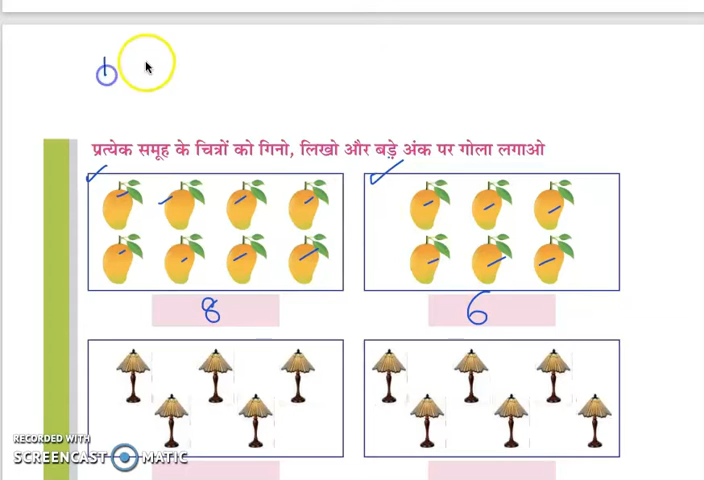 1
प्रत्येक समूह के चित्रों को गिनो, लिखो और बड़े अंक पर गोला लगाओ
8 6
RECORDED WITH
SCREENCAST MATIC